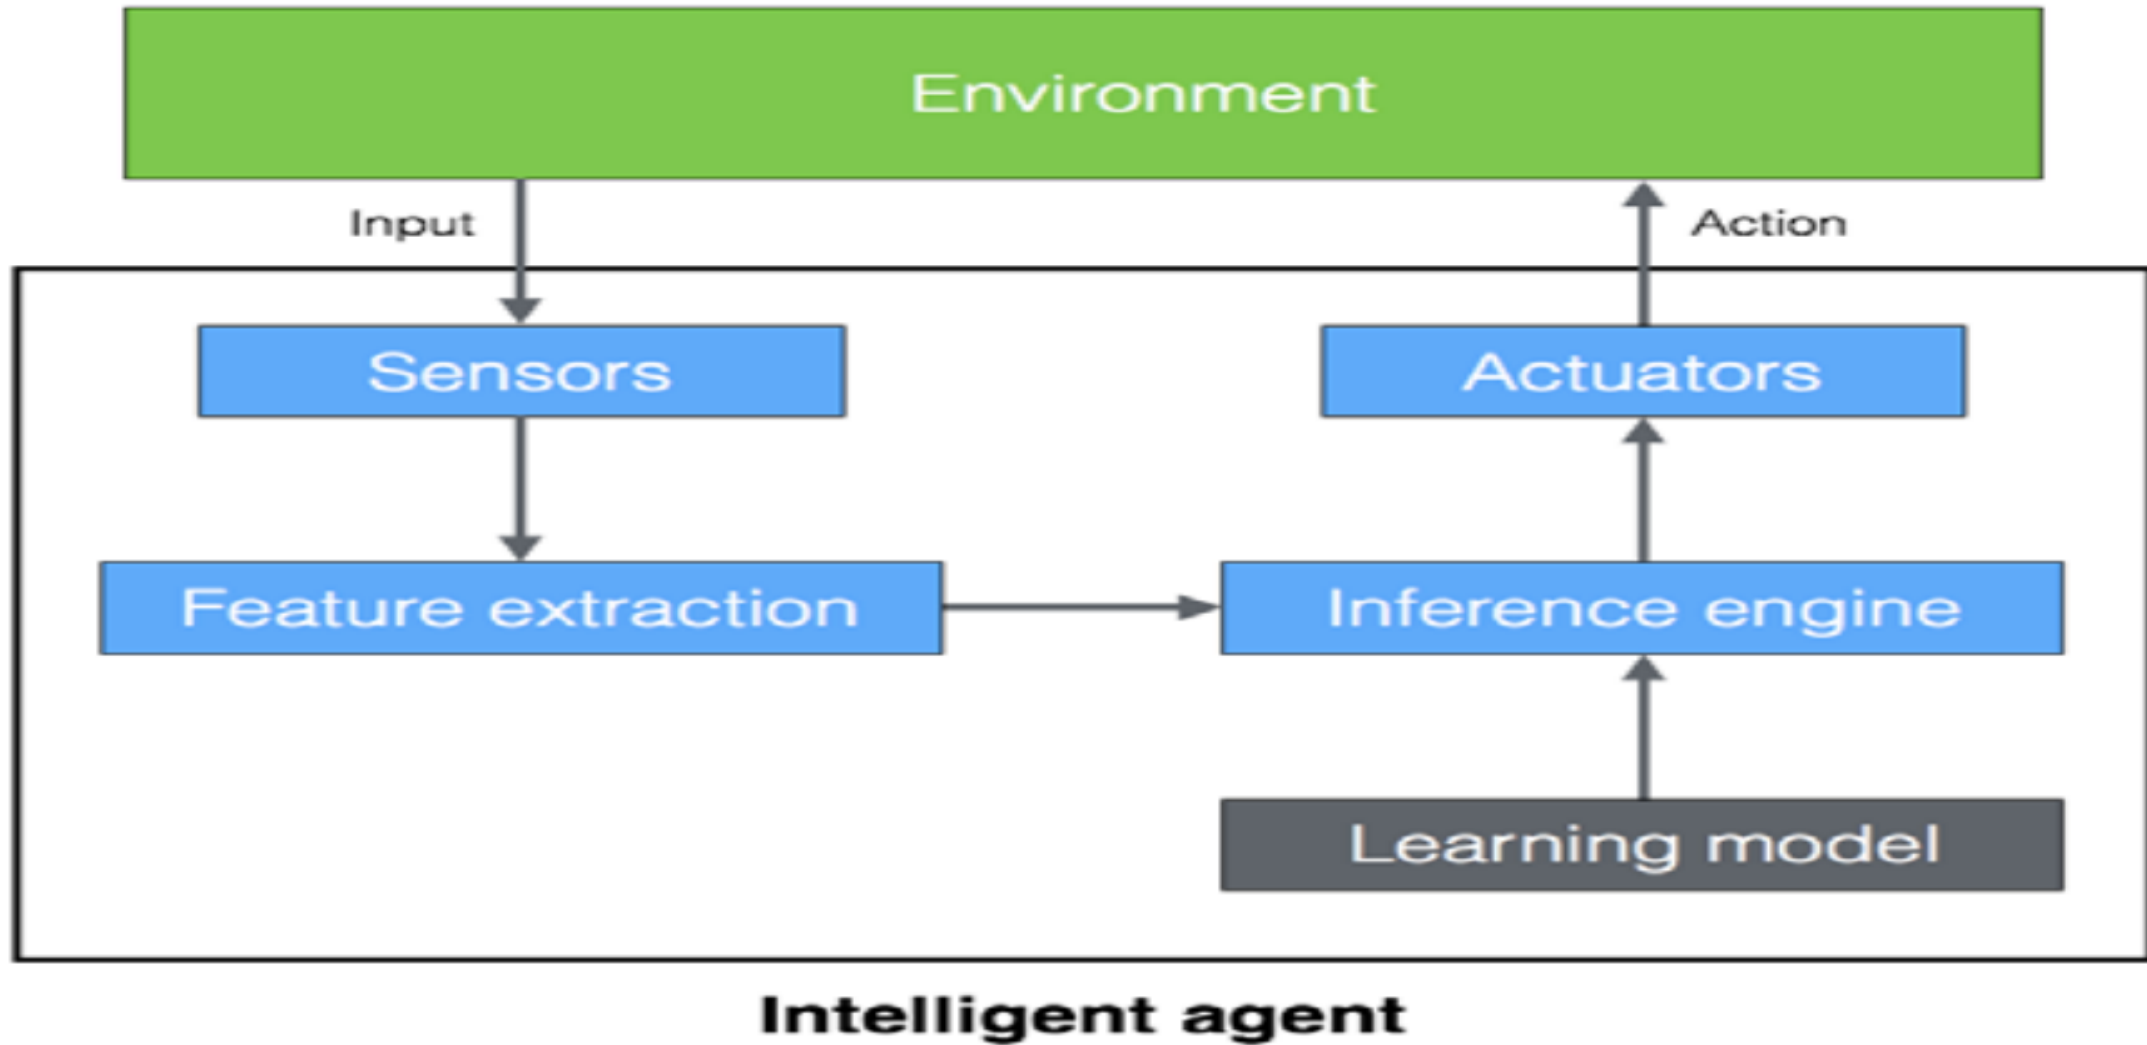 Environment
Input
Action
Sensors
Actuators
Feature extraction
Inference engine
Learning model
Intelligent agent